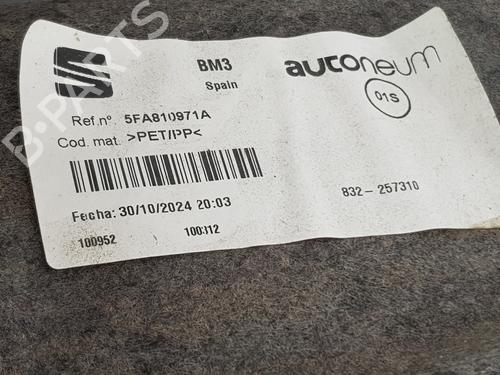 BM3
Spain
autoneum
01S
Ref.nº. 5FA810971A
Cod. mat. >PET/PP<
832-257310
Fecha: 30/10/2024 20:03
100952
B-PARTS